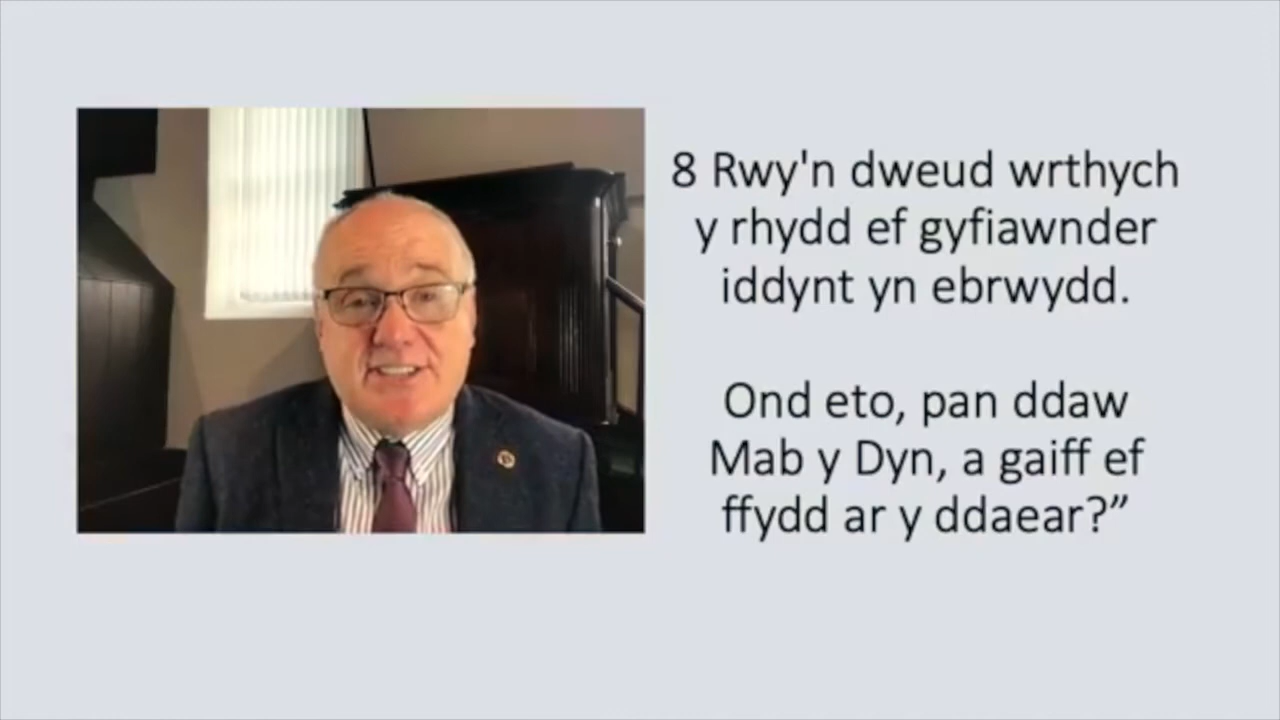 8 Rwy'n dweud wrthych
y rhydd ef gyfiawnder
iddynt yn ebrwydd.
Ond eto, pan ddaw
Mab y Dyn, a gaiff ef
ffydd ar y ddaear?”